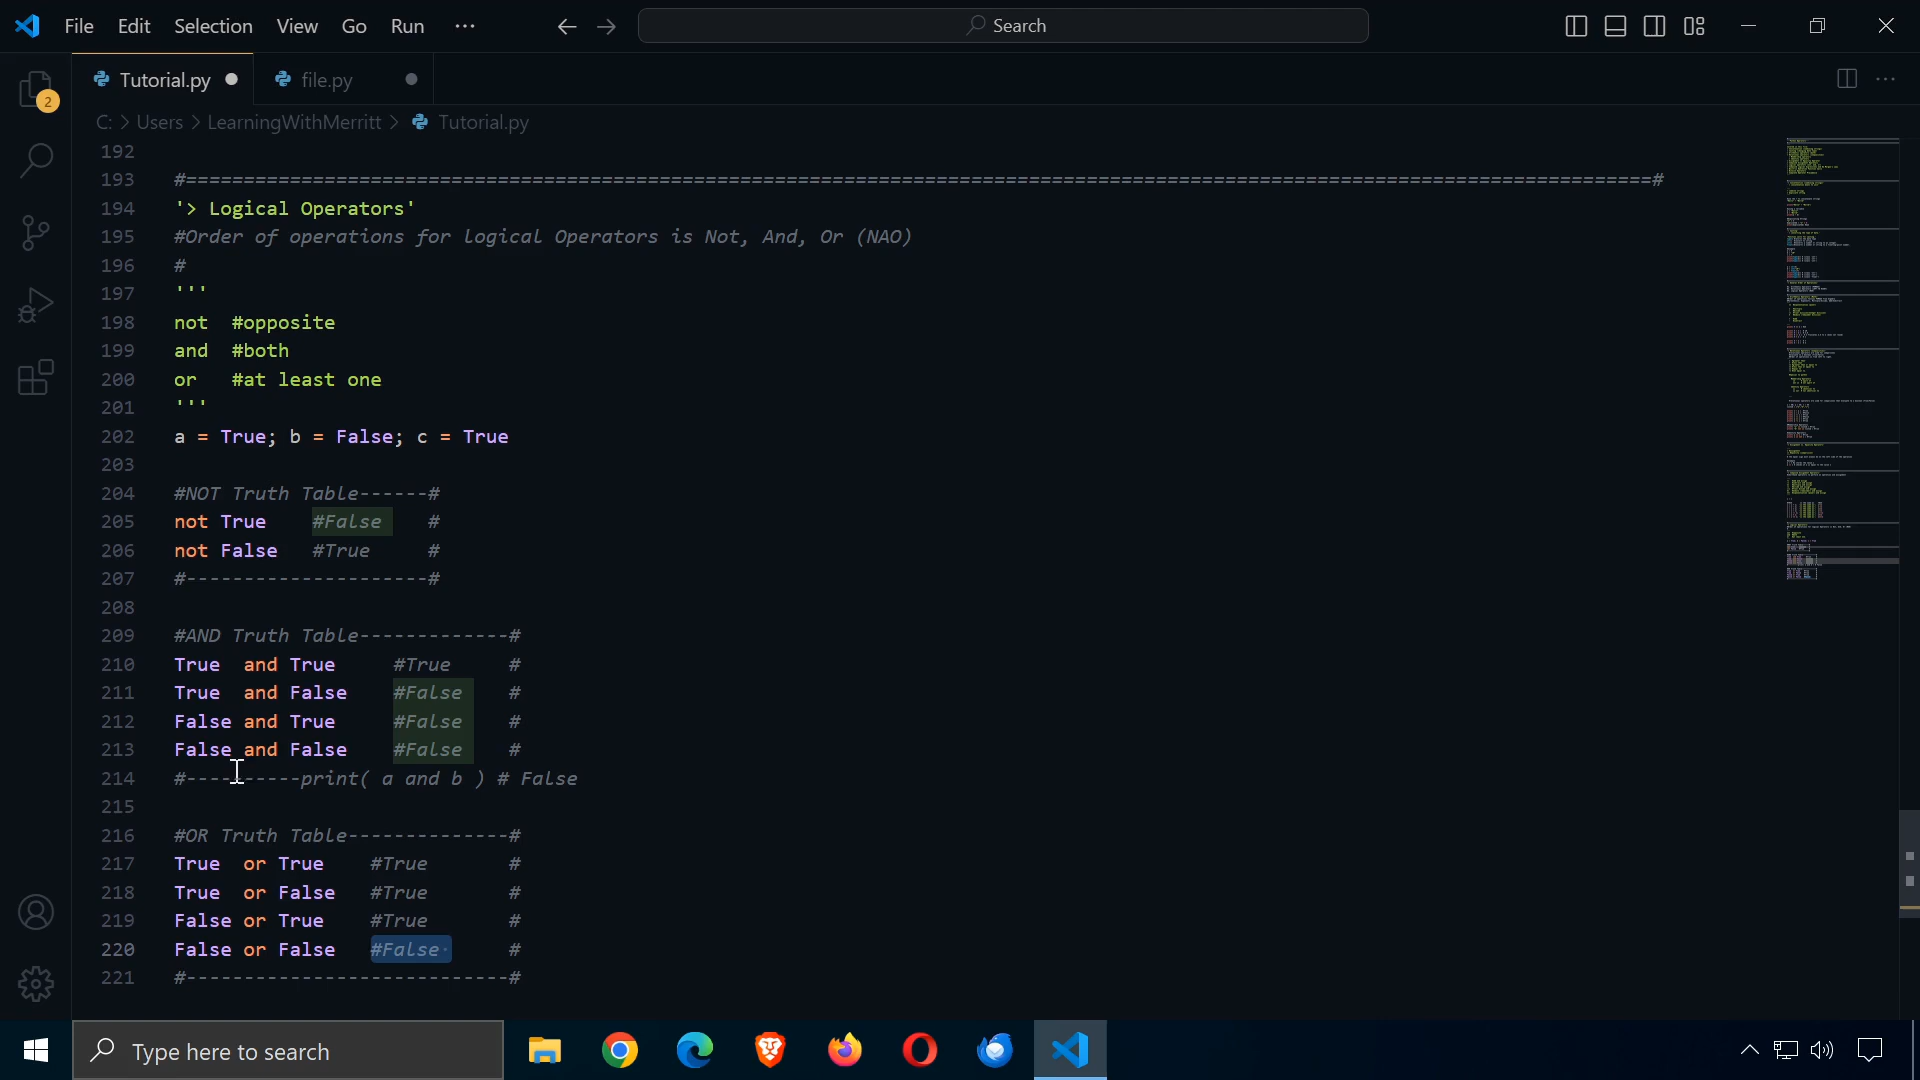 File Edit Selection View Go Run ··· Search
2
Tutorial.py file.py
C: > Users > LearningWithMerritt > Tutorial.py
192
193 #===============================================================================================================================#
194 '> Logical Operators'
195 #Order of operations for logical Operators is Not, And, Or (NAO)
196 #
197 '''
198 not  #opposite
199 and  #both
200 or   #at least one
201 '''
202 a = True; b = False; c = True
203
204 #NOT Truth Table------#
205 not True    #False    #
206 not False   #True     #
207 #---------------------#
208
209 #AND Truth Table-------------#
210 True  and True     #True     #
211 True  and False    #False    #
212 False and True     #False    #
213 False and False    #False    #
214 #----------print( a and b ) # False
215
216 #OR Truth Table--------------#
217 True  or True    #True       #
218 True  or False   #True       #
219 False or True    #True       #
220 False or False   #False·     #
221 #----------------------------#
Type here to search